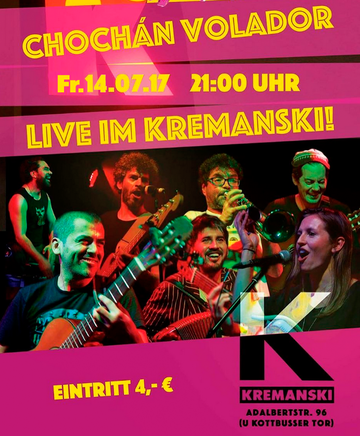 CHOCHÁN VOLADOR
Fr.14.07.17 21:00 UHR
LIVE IM KREMANSKI!
EINTRITT 4,- €
K
KREMANSKI
ADALBERTSTR. 96
(U KOTTBUSSER TOR)